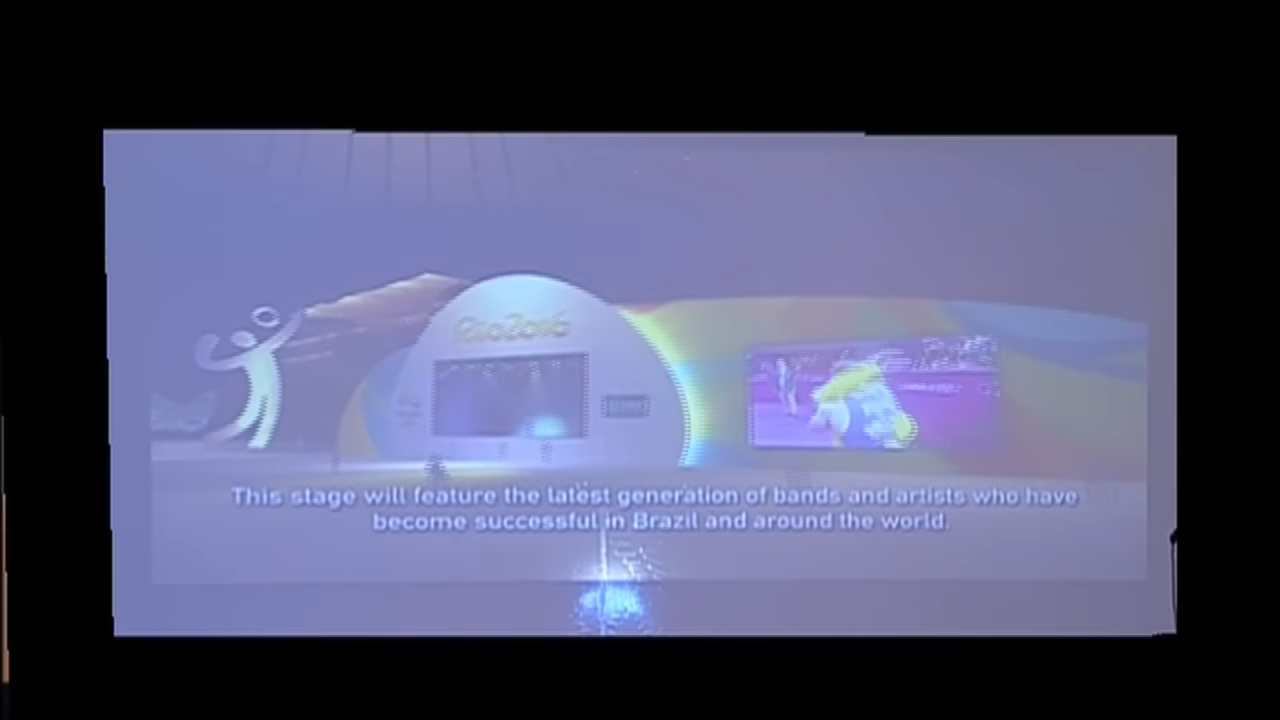 Rio2016
This stage will feature the latest generation of bands and artists who have
become successful in Brazil and around the world.